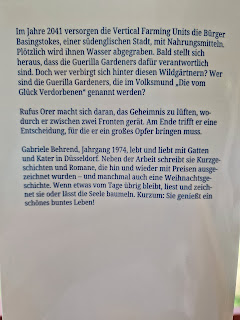 Im Jahre 2041 versorgen die Vertical Farming Units die Bürger
Basingstokes, einer südenglischen Stadt, mit Nahrungsmitteln.
Plötzlich wird ihnen Wasser abgegraben. Bald stellt sich
heraus, dass die Guerilla Gardeners dafür verantwortlich
sind. Doch wer verbirgt sich hinter diesen Wildgärtnern? Wer
sind die Guerilla Gardeners, die im Volksmund „Die vom
Glück Verdorbenen“ genannt werden?
Rufus Orer macht sich daran, das Geheimnis zu lüften, wo-
durch er zwischen zwei Fronten gerät. Am Ende trifft er eine
Entscheidung, für die er ein großes Opfer bringen muss.
Gabriele Behrend, Jahrgang 1974, lebt und liebt mit Gatten
und Kater in Düsseldorf. Neben der Arbeit schreibt sie Kurzge-
schichten und Romane, die hin und wieder mit Preisen ausge-
zeichnet wurden – und manchmal auch eine Weihnachtsge-
schichte. Wenn etwas vom Tage übrig bleibt, liest und zeich-
net sie oder lässt die Seele baumeln. Kurzum: Sie genießt ein
schönes buntes Leben!